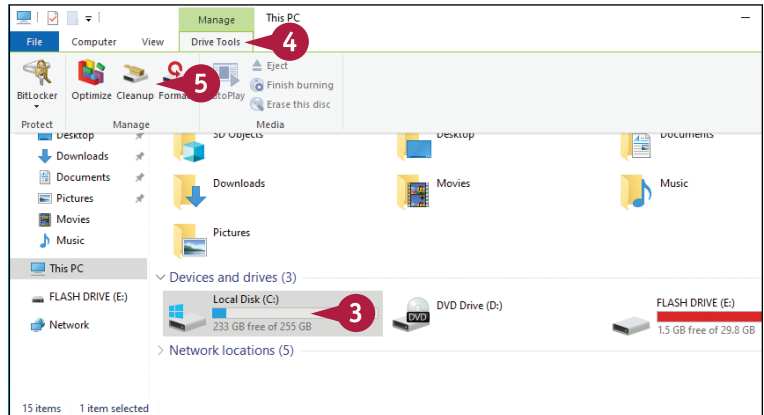 Manage This PC
File Computer View Drive Tools 4
Eject
5 Finish burning
BitLocker Optimize Cleanup Forma AutoPlay
Erase this disc
Protect Manage Media
Desktop 3D Objects Desktop Documents
Downloads
Documents Downloads Movies Music
Pictures
Movies
Music Pictures
This PC
Devices and drives (3)
FLASH DRIVE (E:) Local Disk (C:) DVD Drive (D:) FLASH DRIVE (E:)
3
DVD
Network 233 GB free of 255 GB 1.5 GB free of 29.8 GB
Network locations (5)
15 items 1 item selected